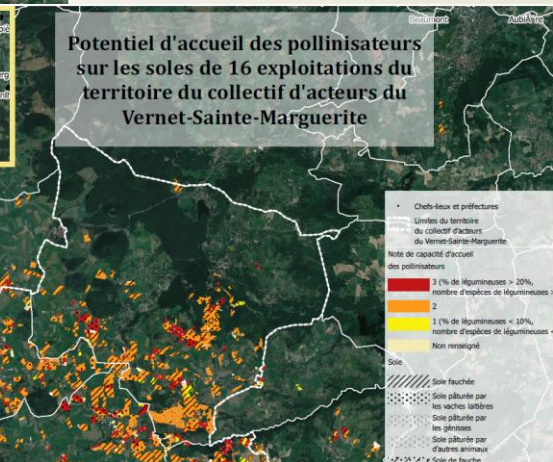 Potentiel d'accueil des pollinisateurs
sur les soles de 16 exploitations du
territoire du collectif d'acteurs du
Vernet-Sainte-Marguerite
Beaumont
Chefs-lieux et préfectures
Limites du territoire
du collectif d'acteurs
du Vernet-Sainte-Marguerite
Note de capacité d'accueil
des pollinisateurs
3 (% de légumineuses > 20%,
nombre d'espèces de légumineuses >
2
1 (% de légumineuses < 10%,
nombre d'espèces de légumineuses <
Non renseigné
Sole
Sole fauchée
Sole pâturée par
les vaches laitières
Sole pâturée par
les génisses
Sole pâturée par
d'autres animaux
Sole de fauche